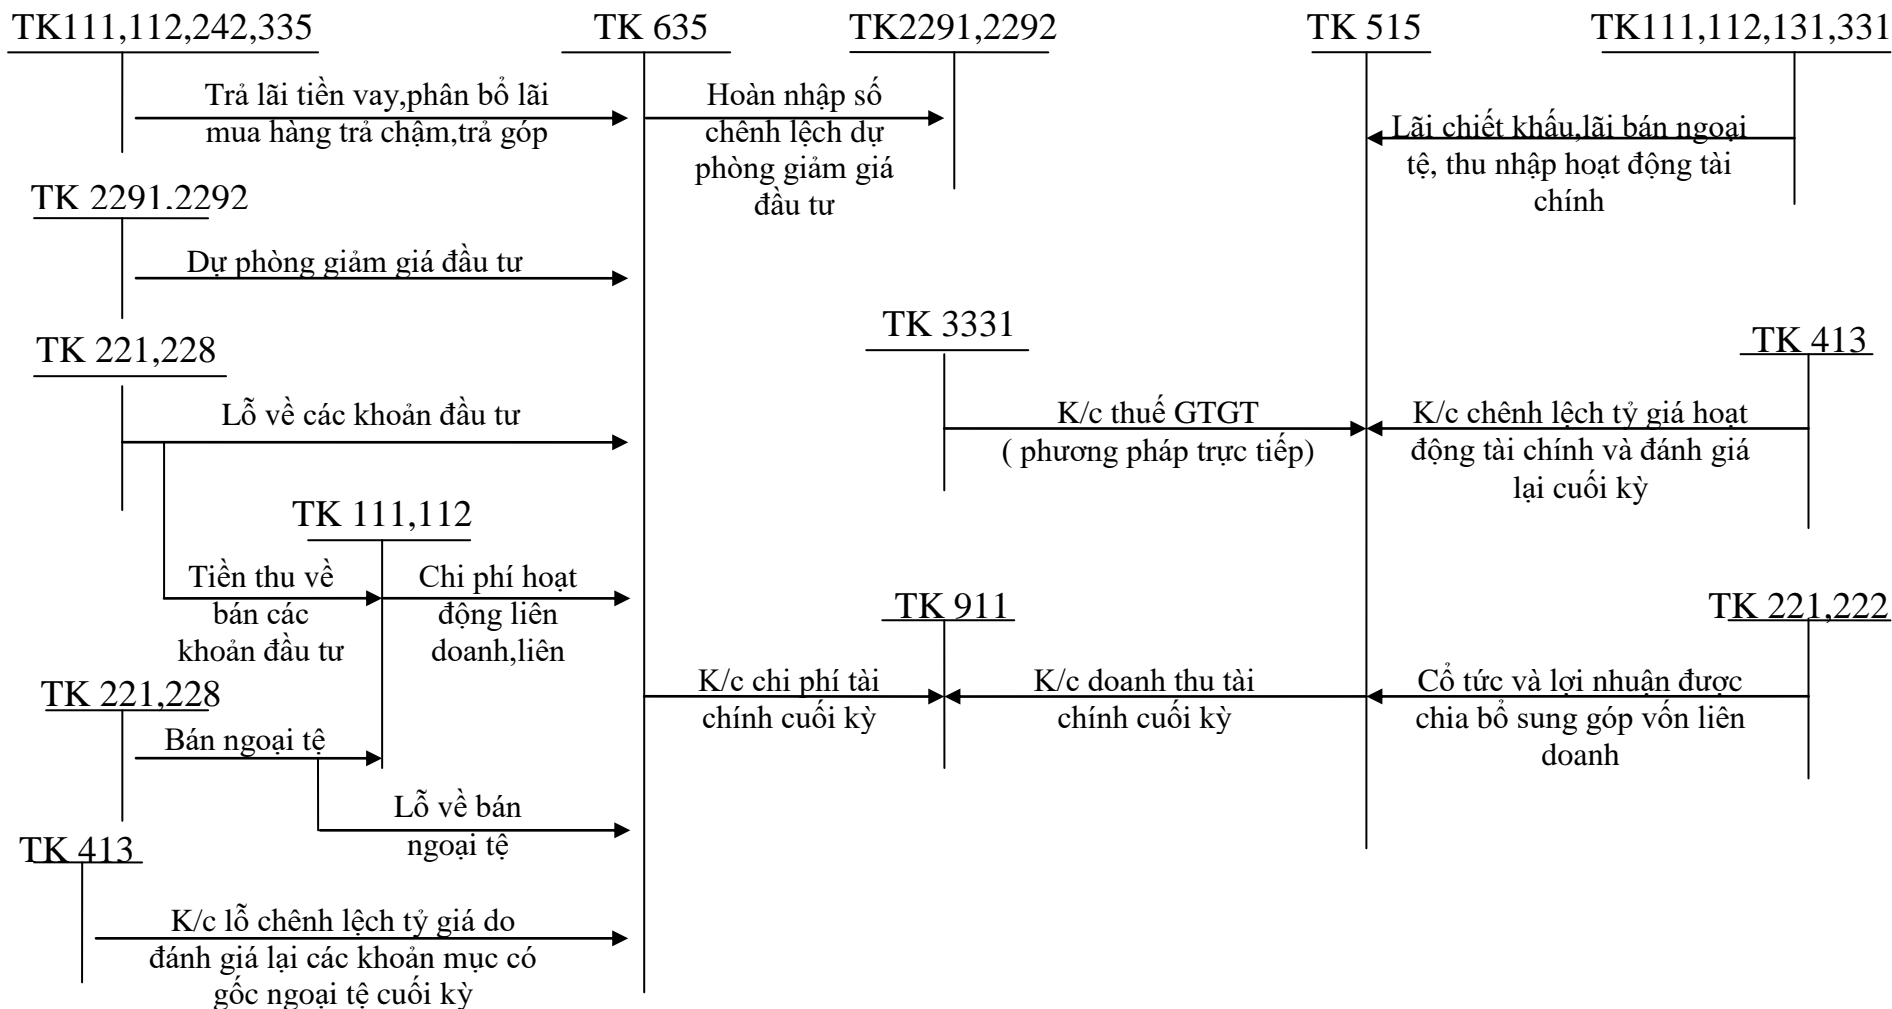 TK111,112,242,335
TK 635
TK2291,2292
TK 515
TK111,112,131,331
Trả lãi tiền vay,phân bổ lãi
mua hàng trả chậm,trả góp
Hoàn nhập số
chênh lệch dự
phòng giảm giá
đầu tư
Lãi chiết khấu,lãi bán ngoại
tệ, thu nhập hoạt động tài
chính
TK 2291,2292
Dự phòng giảm giá đầu tư
TK 221,228
Lỗ về các khoản đầu tư
TK 3331
K/c thuế GTGT
( phương pháp trực tiếp)
TK 413
K/c chênh lệch tỷ giá hoạt
động tài chính và đánh giá
lại cuối kỳ
TK 111,112
Tiền thu về
bán các
khoản đầu tư
Chi phí hoạt
động liên
doanh,liên
TK 911
TK 221,222
K/c chi phí tài
chính cuối kỳ
K/c doanh thu tài
chính cuối kỳ
Cổ tức và lợi nhuận được
chia bổ sung góp vốn liên
doanh
TK 221,228
Bán ngoại tệ
Lỗ về bán
ngoại tệ
TK 413
K/c lỗ chênh lệch tỷ giá do
đánh giá lại các khoản mục có
gốc ngoại tệ cuối kỳ